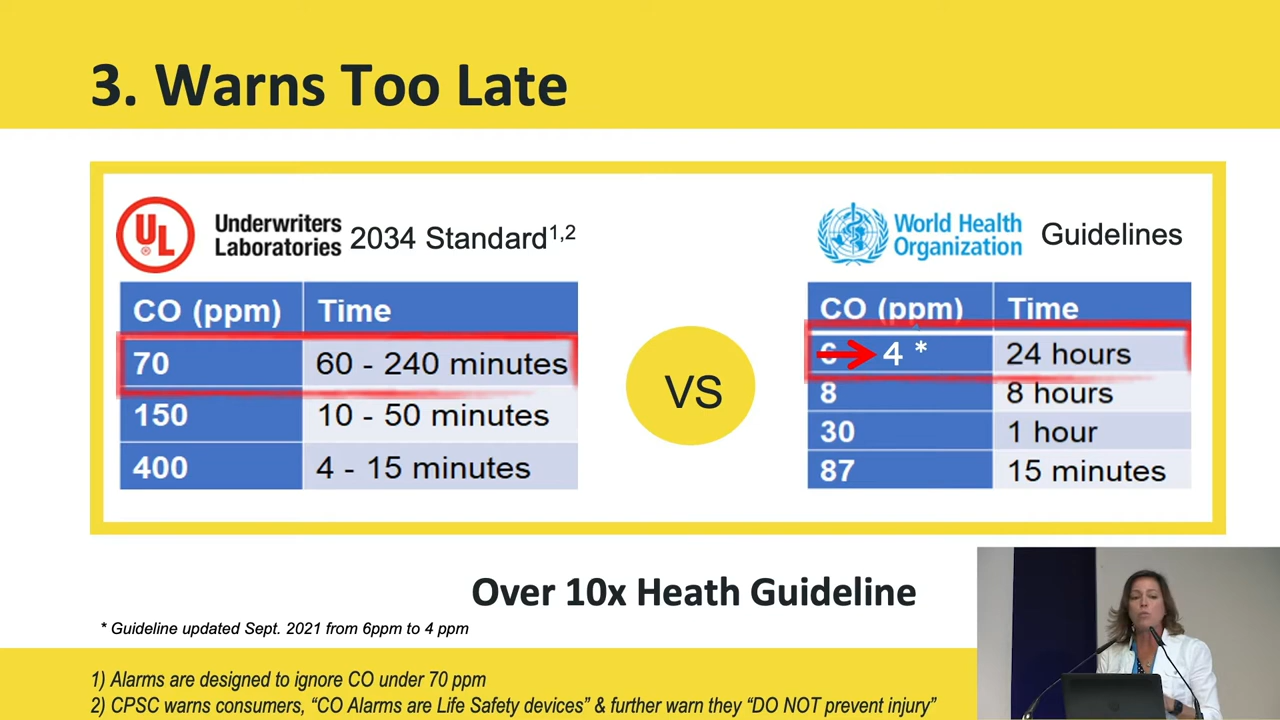 3. Warns Too Late
UL
®
Underwriters
Laboratories 2034 Standard1,2
World Health
Organization
Guidelines
CO (ppm) Time
70 60 - 240 minutes
150 10 - 50 minutes
400 4 - 15 minutes
VS
CO (ppm) Time
6 4 * 24 hours
8 8 hours
30 1 hour
87 15 minutes
Over 10x Heath Guideline
* Guideline updated Sept. 2021 from 6ppm to 4 ppm
1) Alarms are designed to ignore CO under 70 ppm
2) CPSC warns consumers, “CO Alarms are Life Safety devices” & further warn they “DO NOT prevent injury”